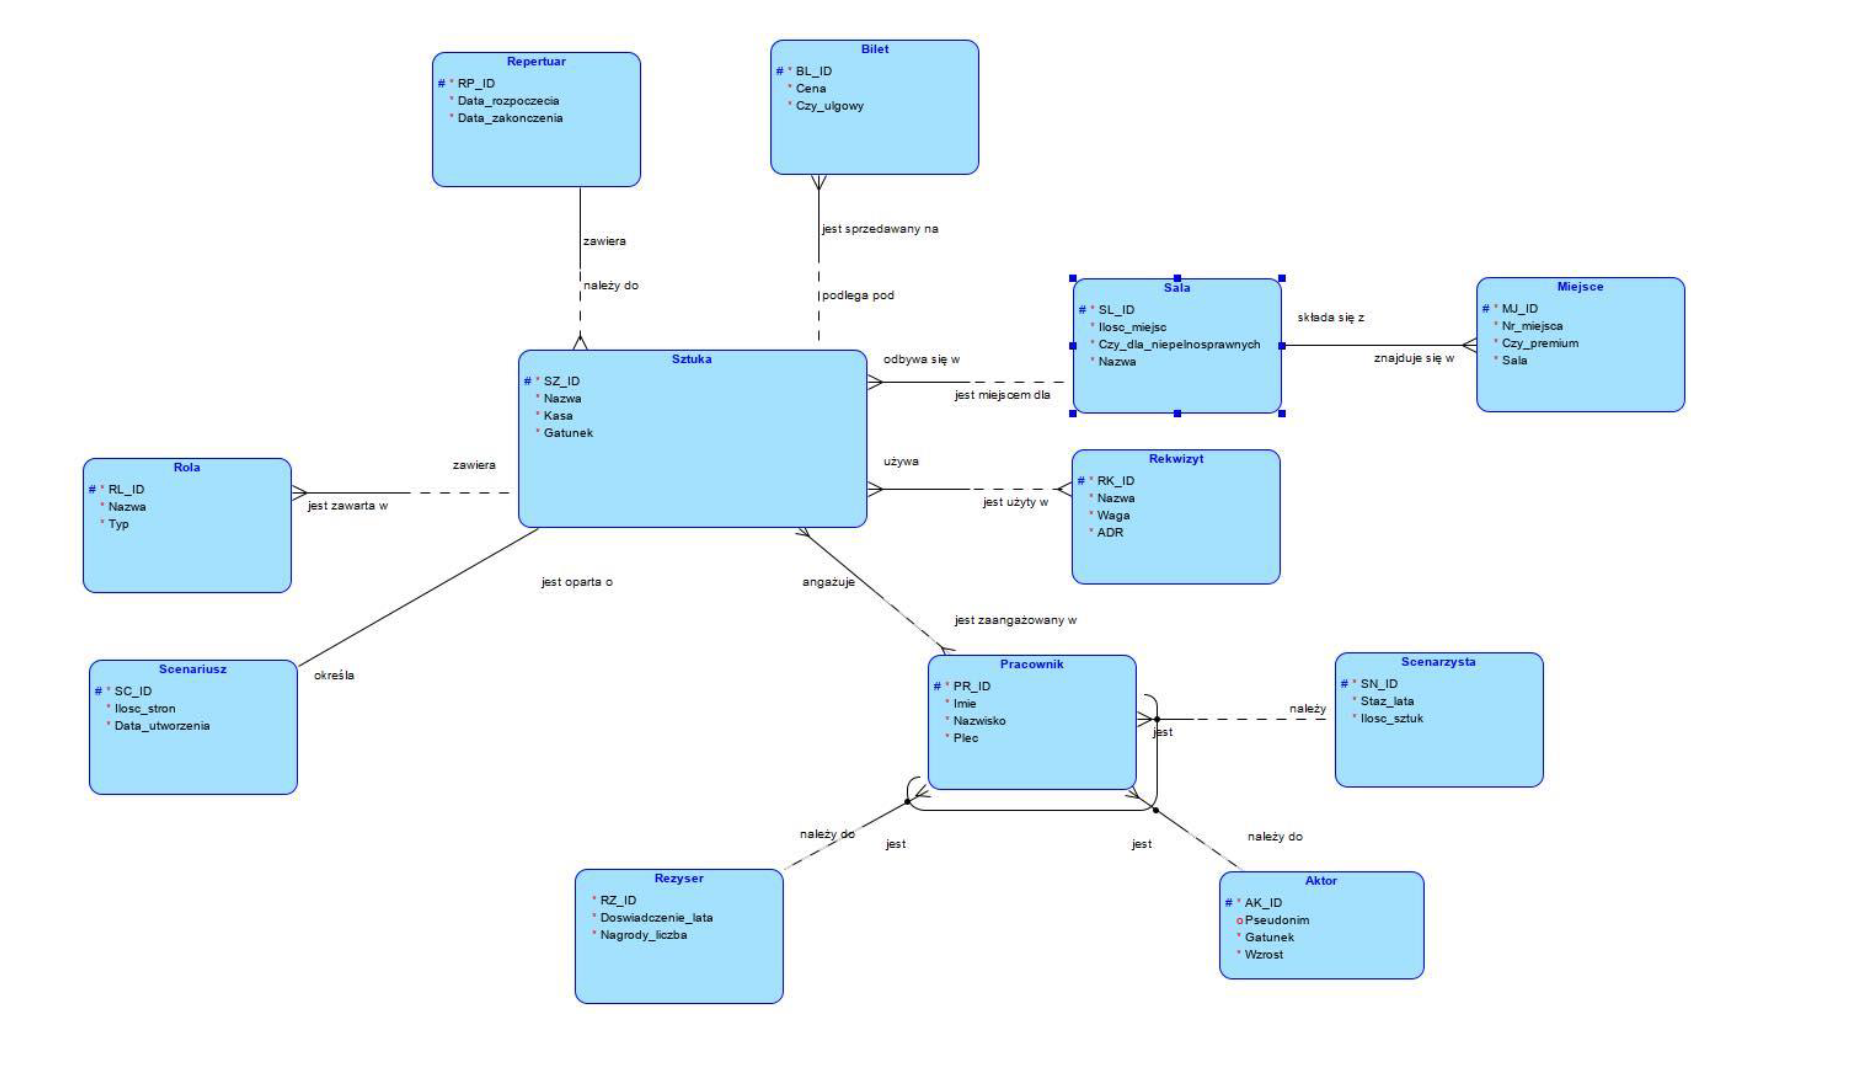 Repertuar
# * RP_ID
* Data_rozpoczecia
* Data_zakonczenia
Bilet
# * BL_ID
* Cena
* Czy_ulgowy
zawiera
należy do
jest sprzedawany na
podlega pod
Sztuka
# * SZ_ID
* Nazwa
* Kasa
* Gatunek
odbywa się w
jest miejscem dla
Sala
# * SL_ID
* Ilosc_miejsc
* Czy_dla_niepelnosprawnych
* Nazwa
składa się z
znajduje się w
Miejsce
# * MJ_ID
* Nr_miejsca
* Czy_premium
* Sala
Rola
# * RL_ID
* Nazwa
* Typ
zawiera
jest zawarta w
używa
jest użyty w
Rekwizyt
# * RK_ID
* Nazwa
* Waga
* ADR
jest oparta o
określa
Scenariusz
# * SC_ID
* Ilosc_stron
* Data_utworzenia
angażuje
jest zaangażowany w
Pracownik
# * PR_ID
* Imie
* Nazwisko
* Plec
należy
jest
Scenarzysta
# * SN_ID
* Staz_lata
* Ilosc_sztuk
należy do
jest
jest
należy do
Rezyser
* RZ_ID
* Doswiadczenie_lata
* Nagrody_liczba
Aktor
# * AK_ID
o Pseudonim
* Gatunek
* Wzrost